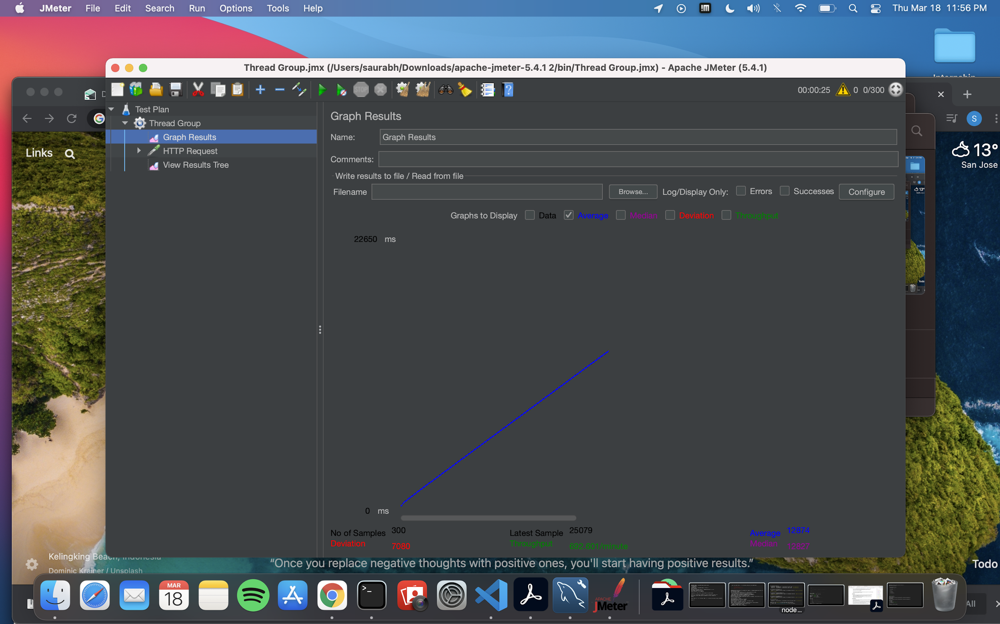 JMeter File Edit Search Run Options Tools Help Thu Mar 18 11:56 PM
Thread Group.jmx (/Users/saurabh/Downloads/apache-jmeter-5.4.1 2/bin/Thread Group.jmx) - Apache JMeter (5.4.1)
STOP 00:00:25 0 0/300
Test Plan
Thread Group
Graph Results
HTTP Request
View Results Tree
Graph Results
Name: Graph Results
Comments:
Write results to file / Read from file
Filename Browse... Log/Display Only: Errors Successes Configure
Graphs to Display Data Average Median Deviation Throughput
22650 ms
0 ms
No of Samples 300 Latest Sample 25079 Average 12874
Deviation 7080 Throughput 692.601/minute Median 12827
Links
S
13°
San Jose
Kelingking Beach, Indonesia
Dominic Krainer / Unsplash
“Once you replace negative thoughts with positive ones, you'll start having positive results.”
Todo
MAR
18
APACHE
JMeter
node...
All